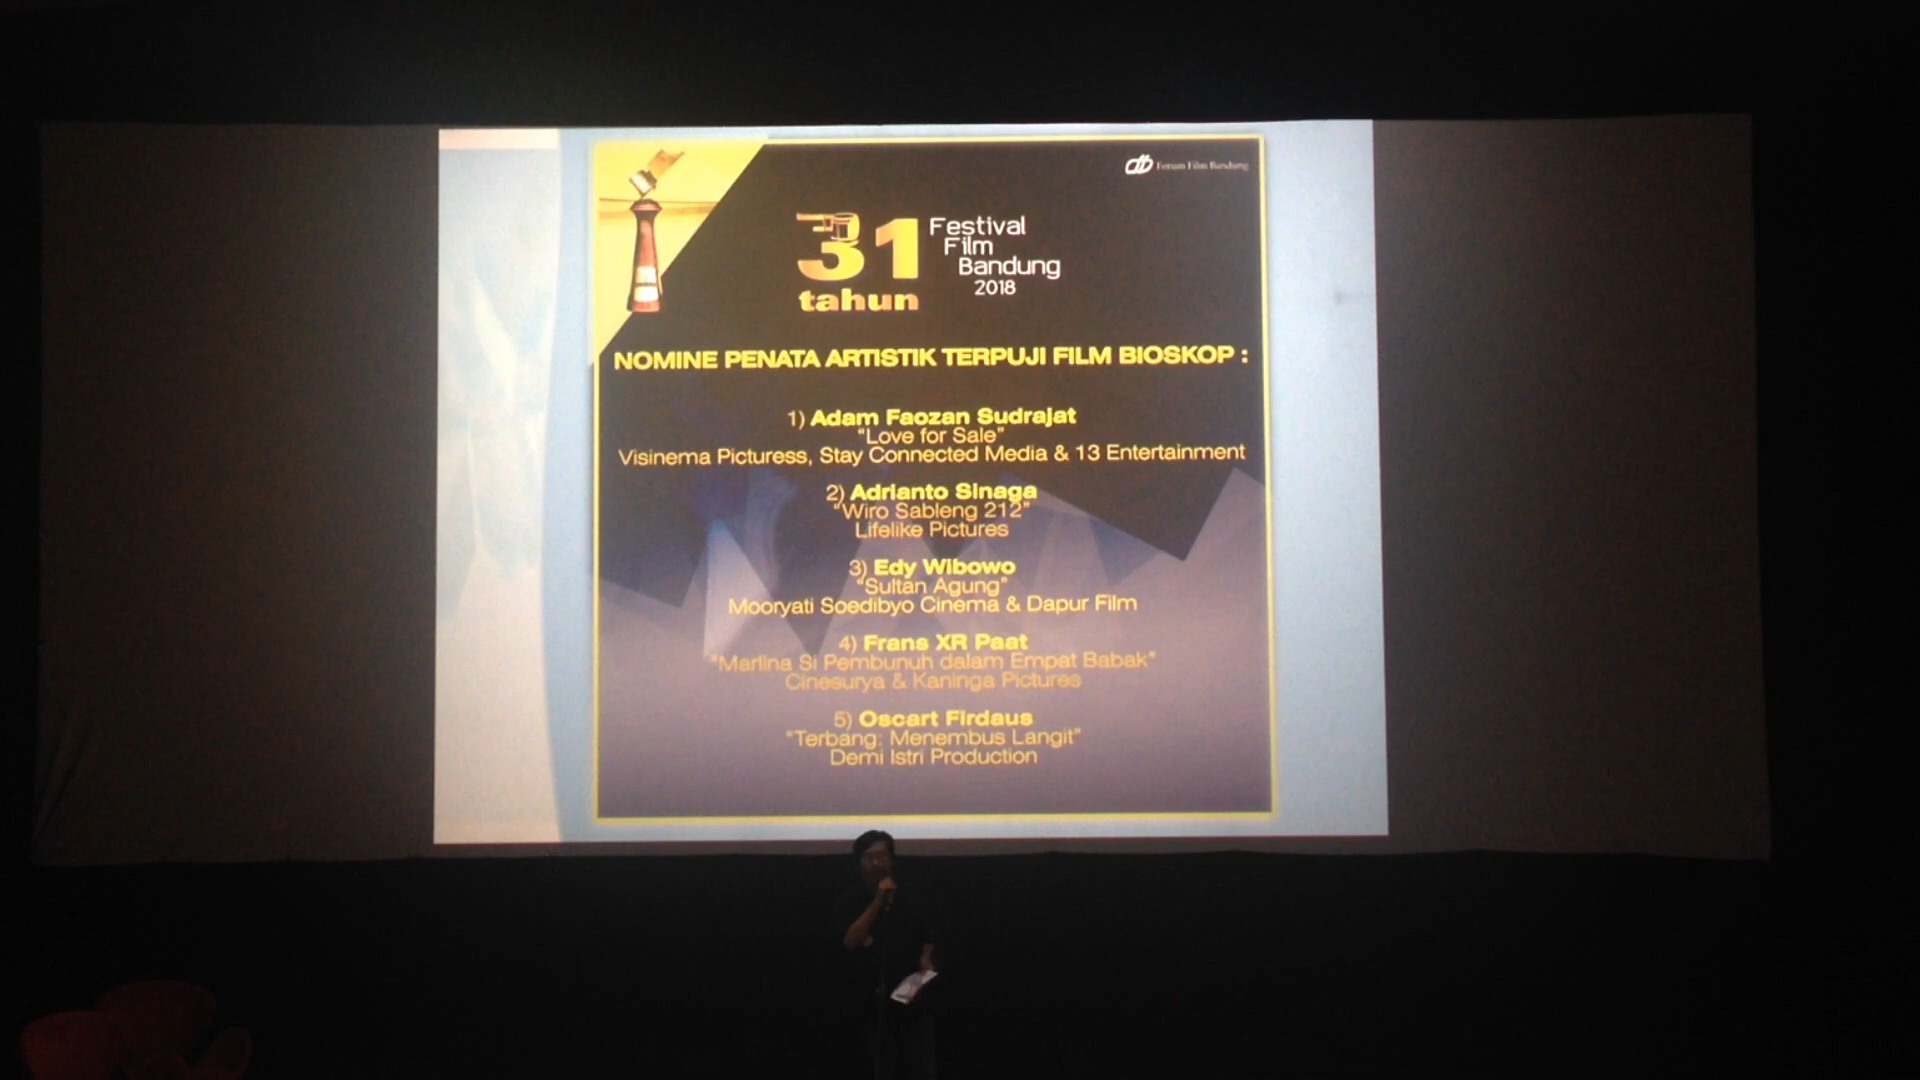 Forum Film Bandung
31 tahun
Festival
Film
Bandung
2018
NOMINE PENATA ARTISTIK TERPUJI FILM BIOSKOP :
1) Adam Faozan Sudrajat
"Love for Sale"
Visinema Picturess, Stay Connected Media & 13 Entertainment
2) Adrianto Sinaga
"Wiro Sableng 212"
Lifelike Pictures
3) Edy Wibowo
"Sultan Agung"
Mooryati Soedibyo Cinema & Dapur Film
4) Frans XR Paat
"Marlina Si Pembunuh dalam Empat Babak"
Cinesurya & Kaninga Pictures
5) Oscart Firdaus
"Terbang: Menembus Langit"
Demi Istri Production